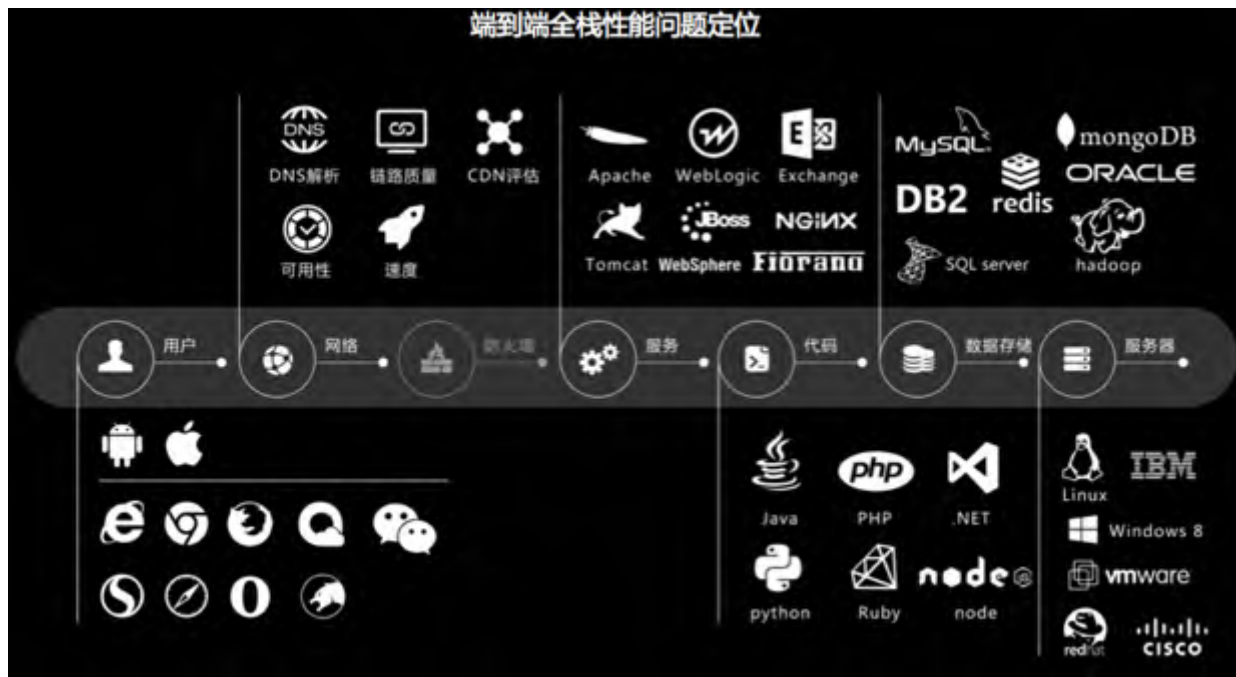 端到端全栈性能问题定位
DNS
DNS解析
链路质量
CDN评估
可用性
速度
Apache
WebLogic
Exchange
Tomcat
JBoss
WebSphere
NGINX
Fiorano
MySQL
mongoDB
ORACLE
DB2
redis
SQL server
hadoop
用户
网络
防火墙
服务
代码
数据存储
服务器
Java
php
PHP
.NET
python
Ruby
node
node
Linux
IBM
Windows 8
vmware
redhat
CISCO